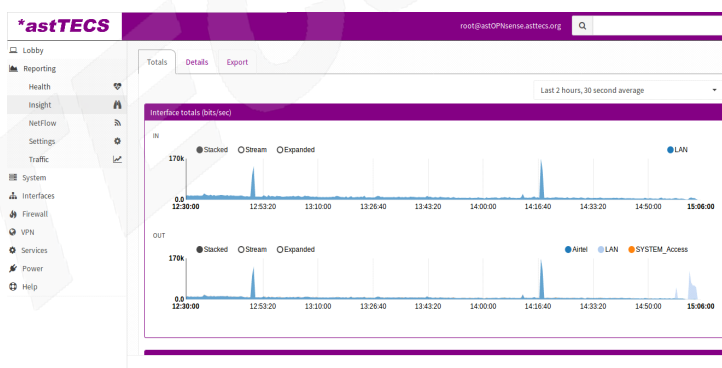 *astTECS
root@astOPNsense.asttecs.org
Lobby
Reporting
Health
Insight
NetFlow
Settings
Traffic
System
Interfaces
Firewall
VPN
Services
Power
Help
Totals Details Export
Last 2 hours, 30 second average
Interface totals (bits/sec)
IN
Stacked Stream Expanded LAN
170k
0.0
12:30:00 12:53:20 13:10:00 13:26:40 13:43:20 14:00:00 14:16:40 14:33:20 14:50:00 15:06:00
OUT
Stacked Stream Expanded Airtel LAN SYSTEM_Access
170k
0.0
12:30:00 12:53:20 13:10:00 13:26:40 13:43:20 14:00:00 14:16:40 14:33:20 14:50:00 15:06:00